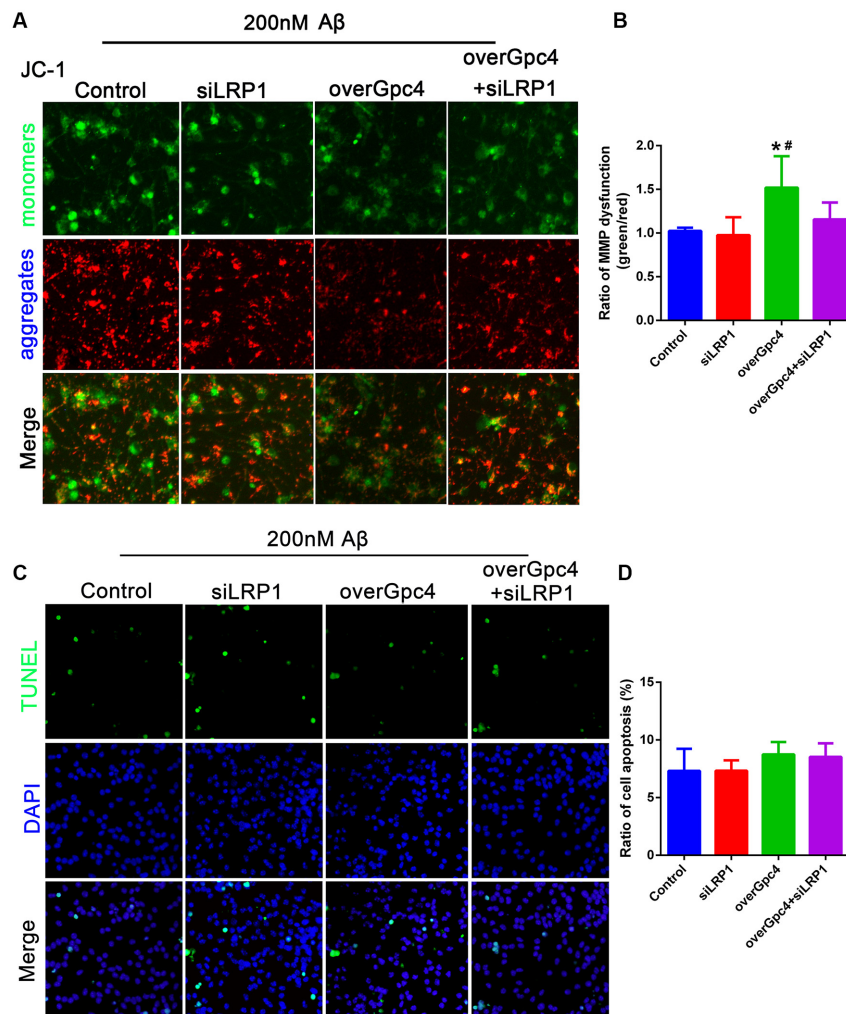 A
200nM Aβ
JC-1
Control
siLRP1
overGpc4
overGpc4
+siLRP1
monomers
aggregates
Merge
B
Ratio of MMP dysfunction
(green/red)
2.0
1.5
1.0
0.5
0.0
* #
Control
siLRP1
overGpc4
overGpc4+siLRP1
C
200nM Aβ
Control
siLRP1
overGpc4
overGpc4
+siLRP1
TUNEL
DAPI
Merge
D
Ratio of cell apoptosis (%)
15
10
5
0
Control
siLRP1
overGpc4
overGpc4+siLRP1